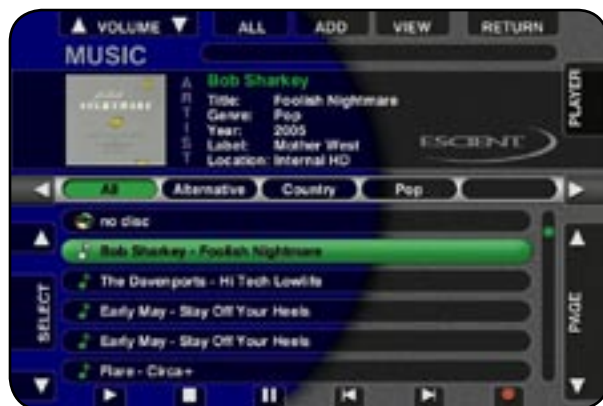 VOLUME ALL ADD VIEW RETURN
MUSIC
PLAYER
ARTIST
Bob Sharkey
Title: Foolish Nightmare
Genre: Pop
Year: 2005
Label: Mother West
Location: Internal HD
ESCIENT
NIGHTMARE
All Alternative Country Pop
no disc
Bob Sharkey - Foolish Nightmare
The Davenports - Hi Tech Lowlife
Early May - Stay Off Your Heels
Early May - Stay Off Your Heels
Flare - Circa+
SELECT
PAGE